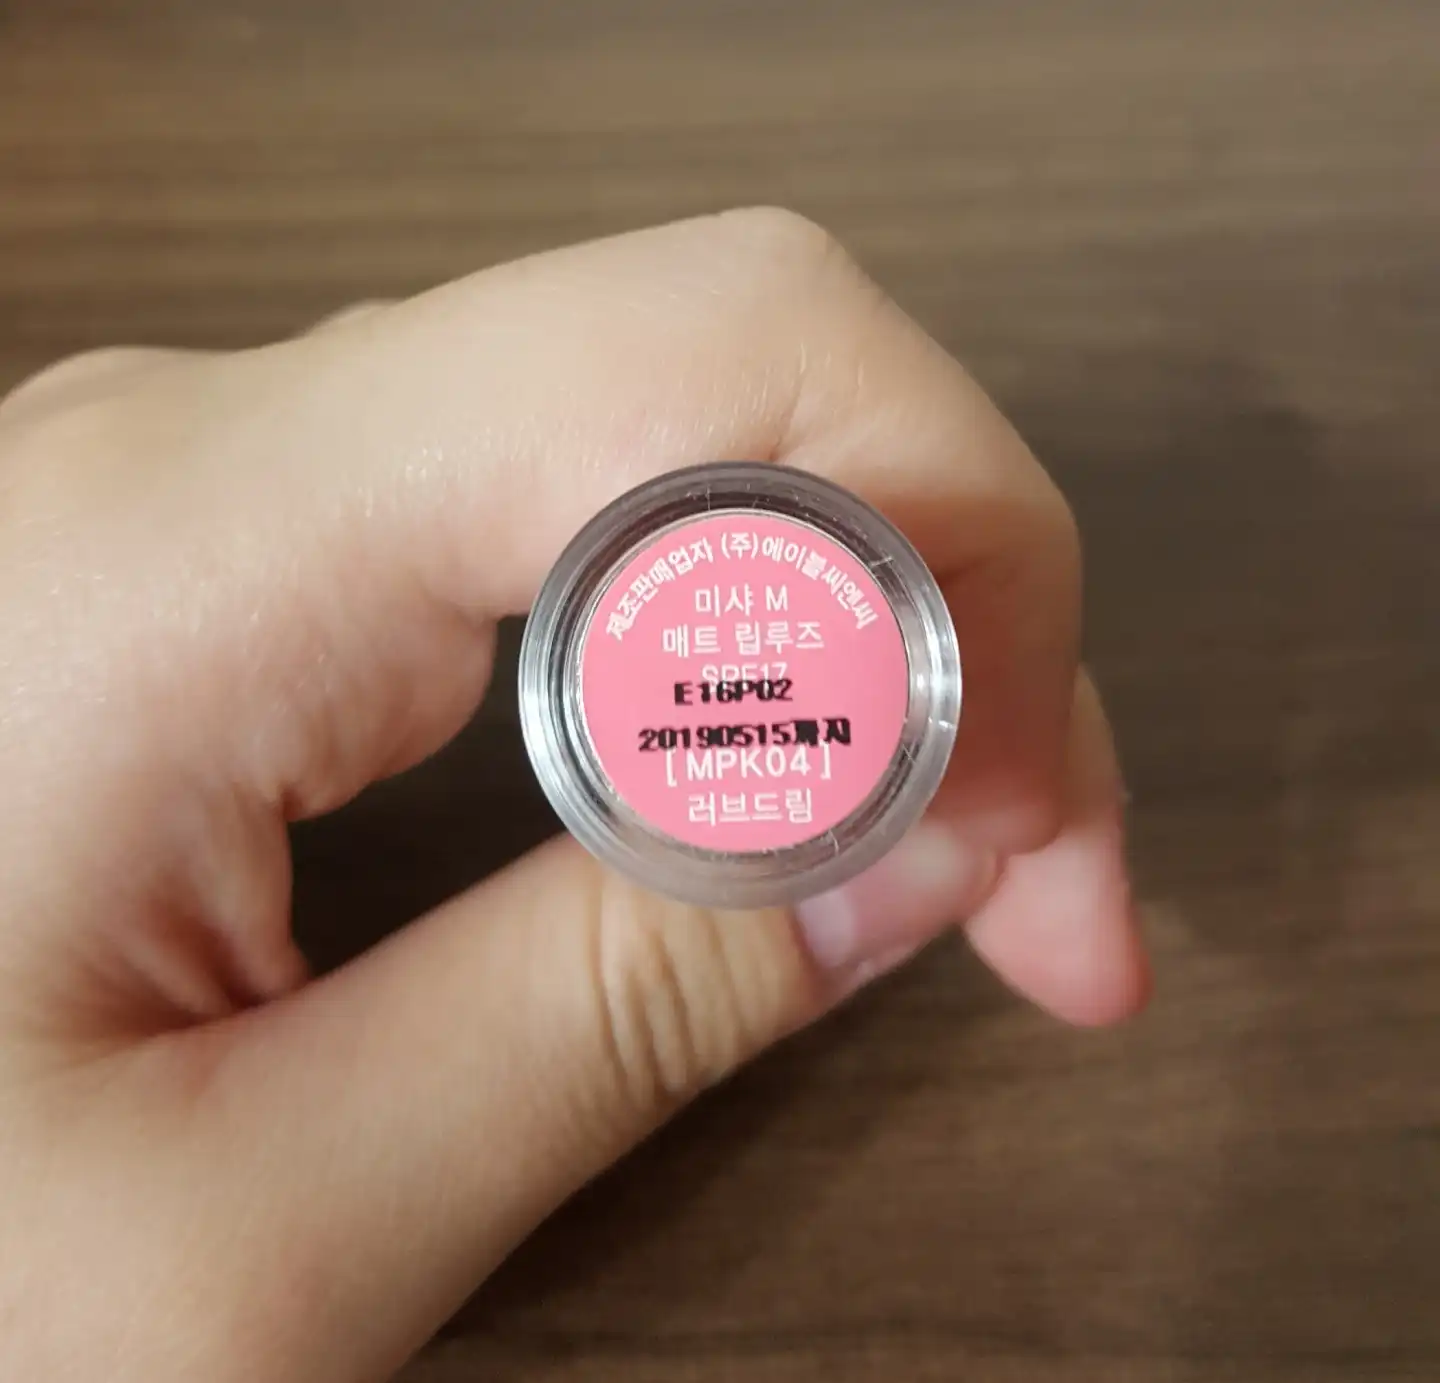 제조판매업자 (주)에이블씨엔씨
미샤 M
매트 립루즈
SPF17
E16P02
20190515까지
[MPK04]
러브드림